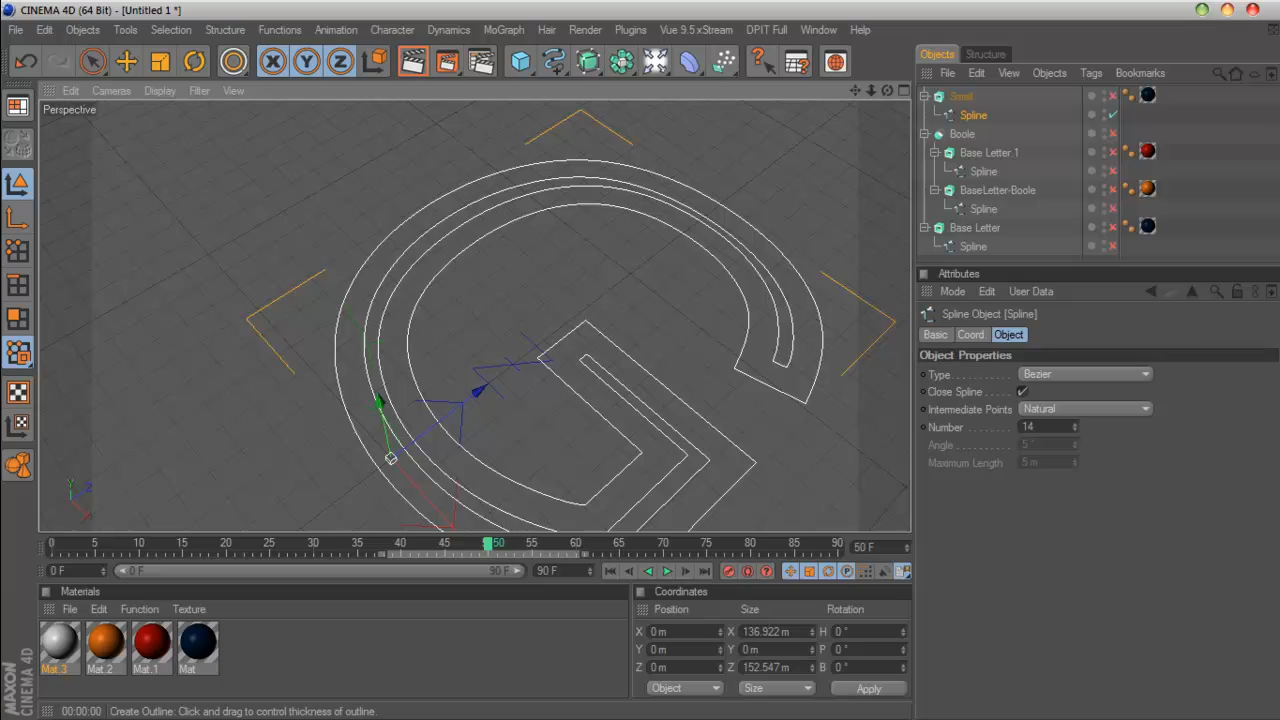 CINEMA 4D (64 Bit) - [Untitled 1 *]
File Edit Objects Tools Selection Structure Functions Animation Character Dynamics MoGraph Hair Render Plugins Vue 9.5 xStream DPIT Full Window Help
Objects Structure
File Edit View Objects Tags Bookmarks
Edit Cameras Display Filter View
Perspective
Small
Spline
Boole
Base Letter 1
Spline
BaseLetter-Boole
Spline
Base Letter
Spline
Attributes
Mode Edit User Data
Spline Object [Spline]
Basic Coord. Object
Object Properties
Type Bezier
Close Spline
Intermediate Points Natural
Number 14
Angle 5 °
Maximum Length 5 m
X Y Z
Y Z X
0 5 10 15 20 25 30 35 40 45 50 55 60 65 70 75 80 85 90 50 F
0 F 0 F 90 F 90 F
Materials
File Edit Function Texture
Mat.3 Mat.2 Mat.1 Mat
Coordinates
Position Size Rotation
X 0 m X 136.922 m H 0 °
Y 0 m Y 0 m P 0 °
Z 0 m Z 152.547 m B 0 °
Object Size Apply
MAXON CINEMA 4D
00:00:00 Create Outline: Click and drag to control thickness of outline.